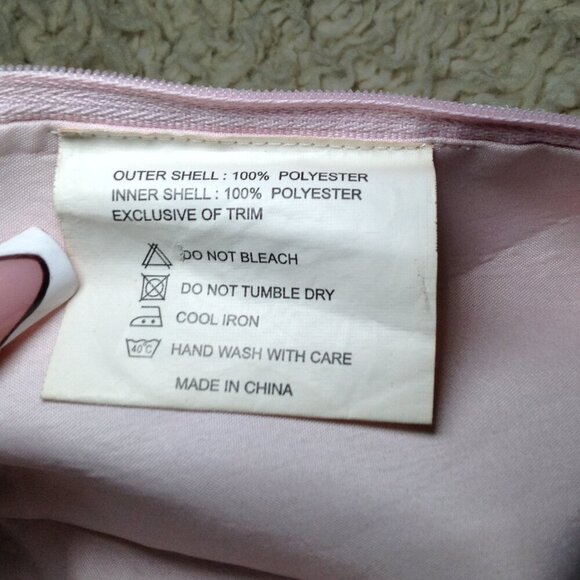 OUTER SHELL : 100% POLYESTER
INNER SHELL : 100% POLYESTER
EXCLUSIVE OF TRIM
DO NOT BLEACH
DO NOT TUMBLE DRY
COOL IRON
40°C HAND WASH WITH CARE
MADE IN CHINA